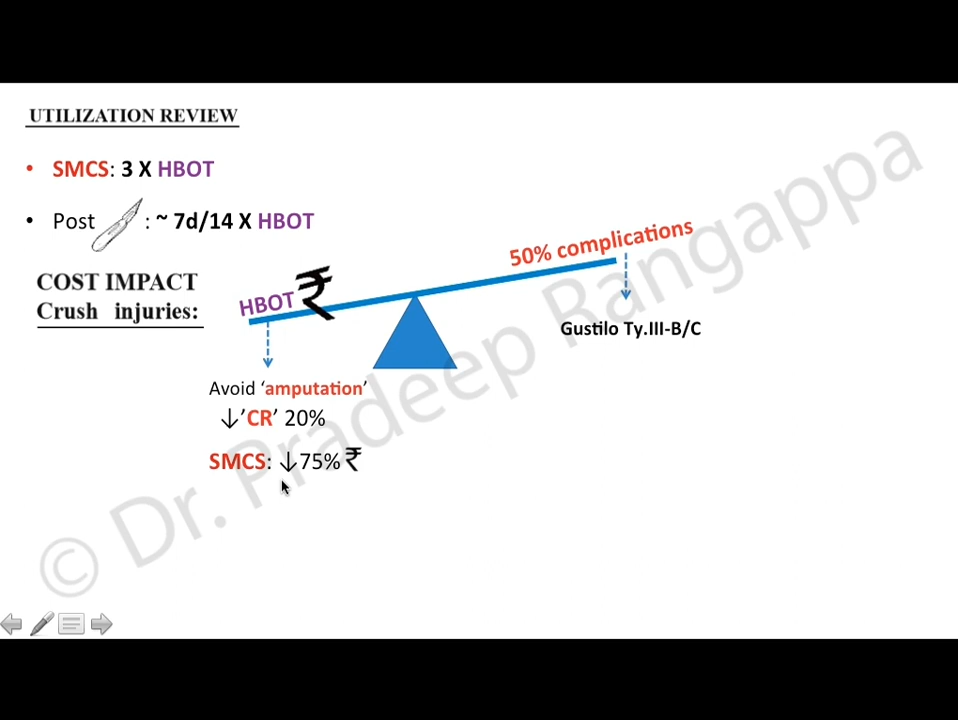 UTILIZATION REVIEW
• SMCS: 3 X HBOT
• Post : ~ 7d/14 X HBOT
COST IMPACT
Crush injuries:
HBOT ₹
50% complications
Gustilo Ty.III-B/C
Avoid ‘amputation’
↓’CR’ 20%
SMCS: ↓75% ₹
© Dr. Pradeep Rangappa